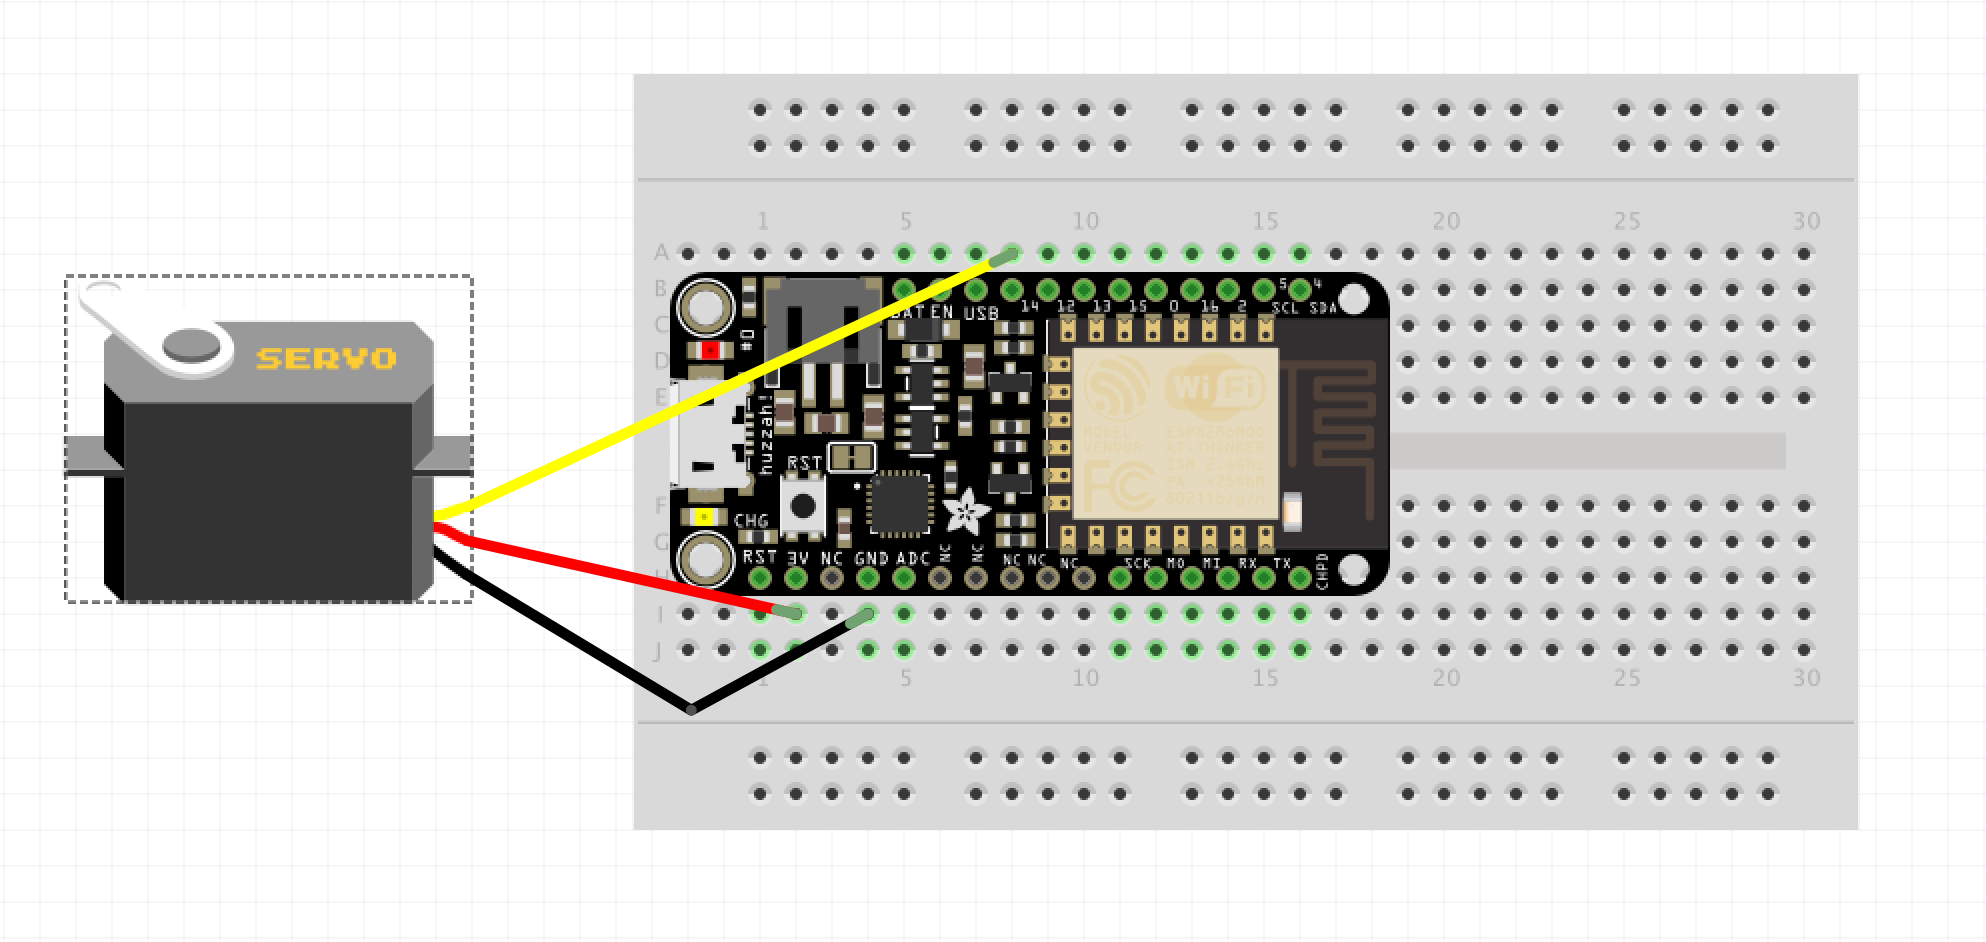 1 5 10 15 20 25 30
A
B
5 4
14 12 13 15 0 16 2 SCL SDA
BAT EN USB
C
#0
D
SERVO
E
WiFi
huzzah!
MODEL ESP8266MOD
VENDOR AI-THINKER
RST
FC
ISM 2.4GHz
PA +25dBm
802.11b/g/n
F
CHG
G
RST 3V NC GND ADC NC NC NC NC NC SCK MO MI RX TX CHPD
H
I
J
1 5 10 15 20 25 30